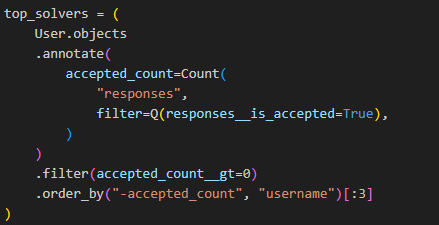 top_solvers = (
    User.objects
    .annotate(
        accepted_count=Count(
            "responses",
            filter=Q(responses__is_accepted=True),
        )
    )
    .filter(accepted_count__gt=0)
    .order_by("-accepted_count", "username")[:3]
)